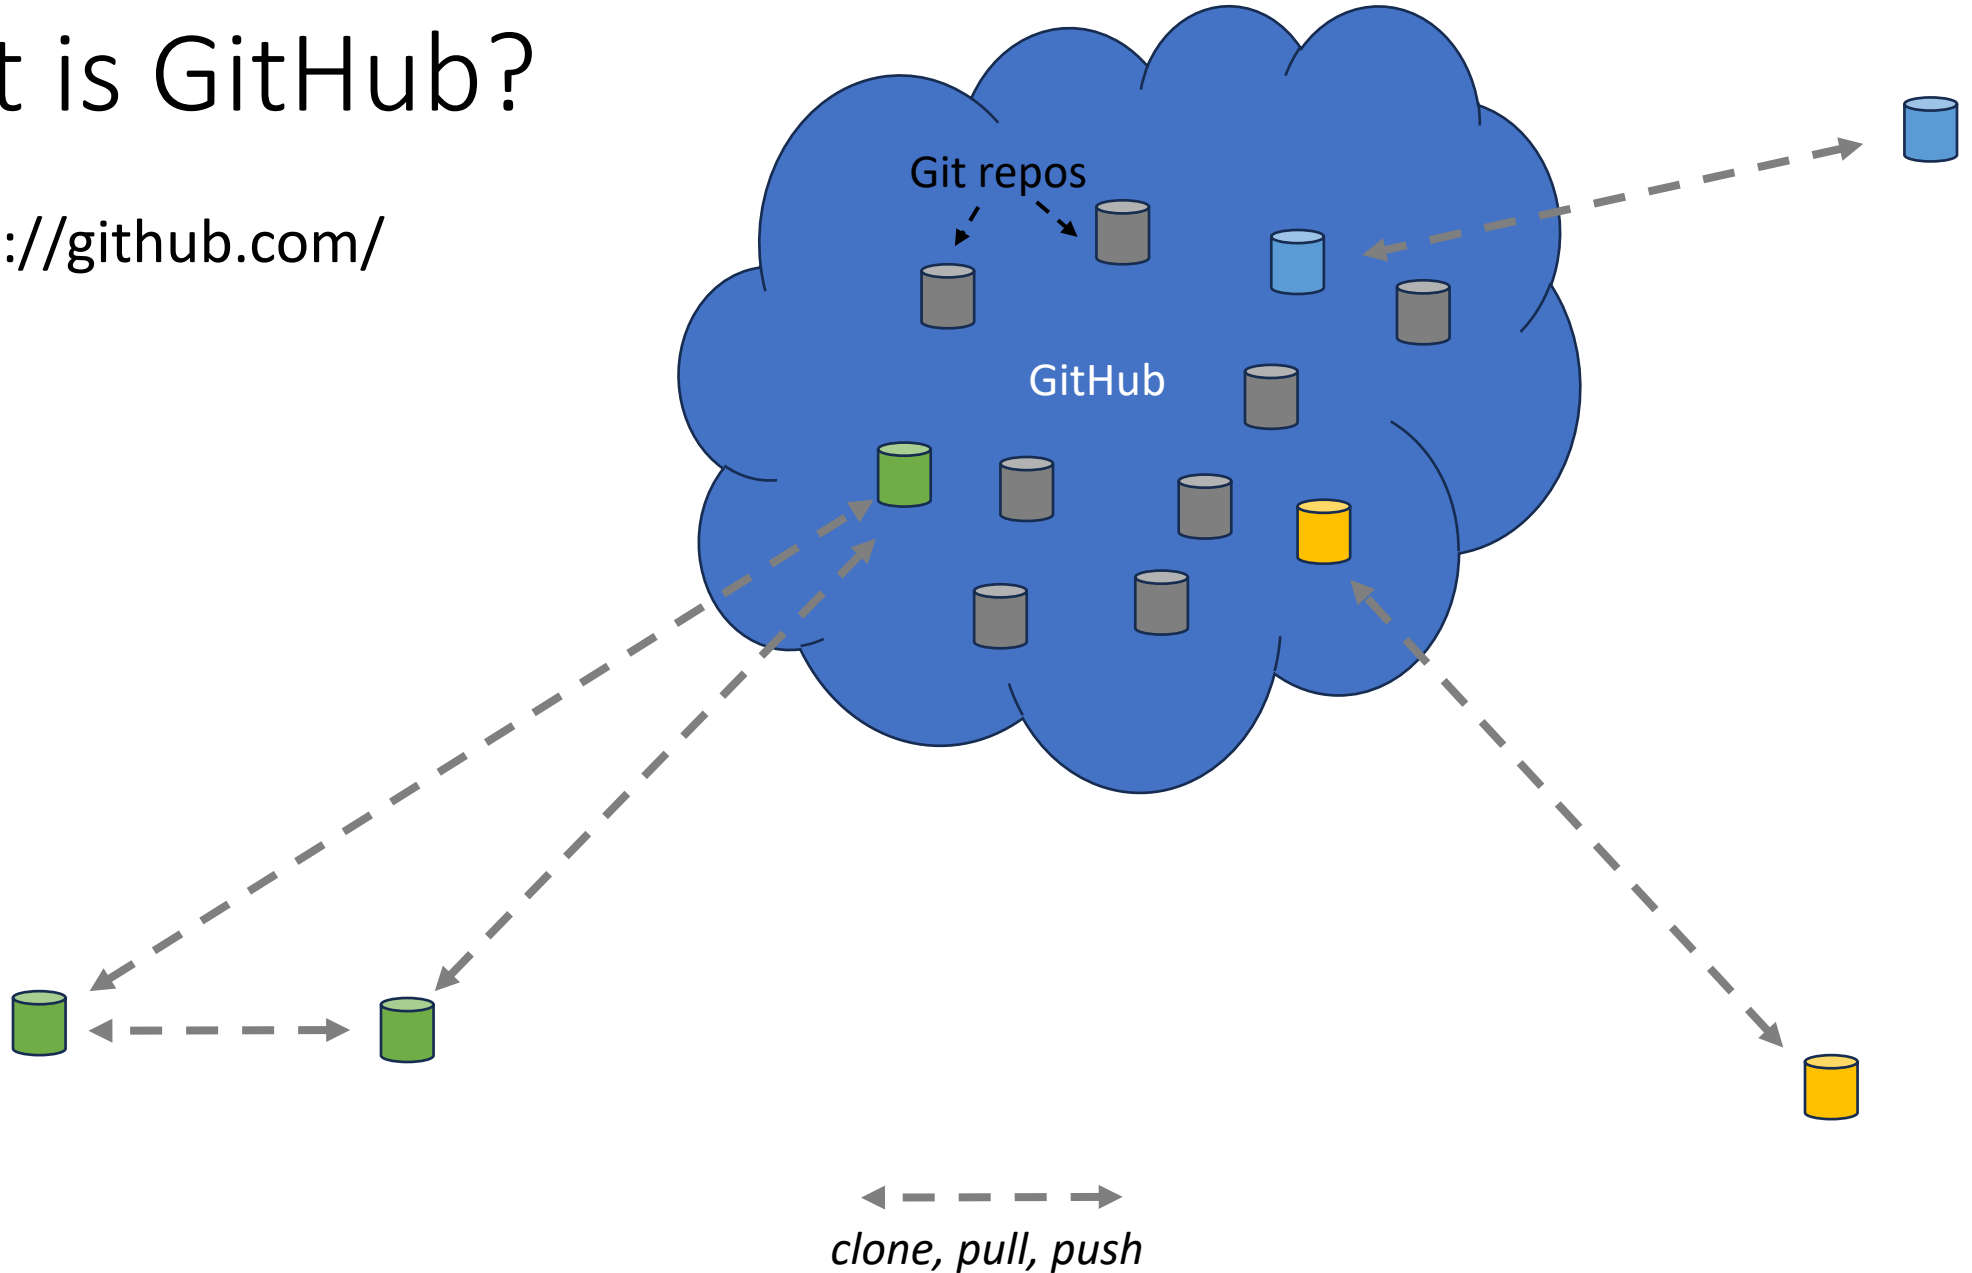 t is GitHub?
://github.com/
Git repos
GitHub
clone, pull, push